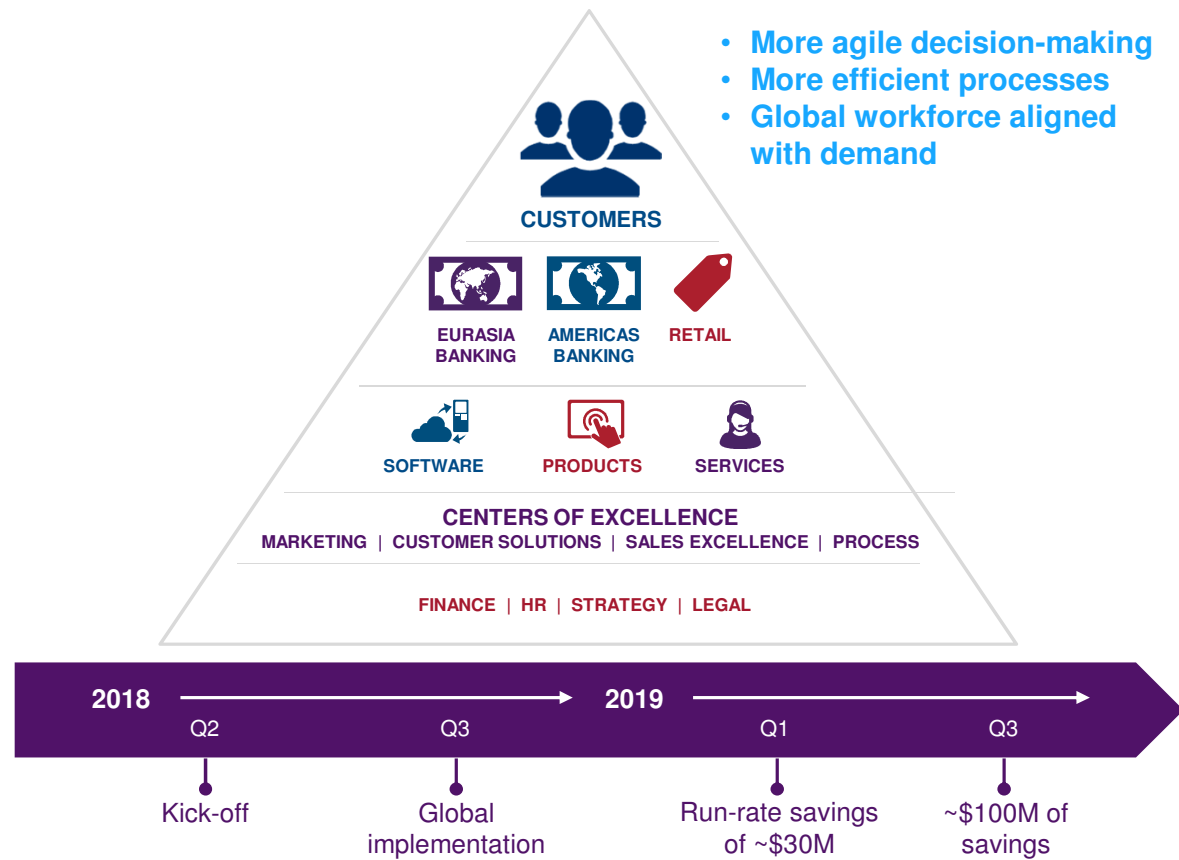 • More agile decision-making
• More efficient processes
• Global workforce aligned
with demand
CUSTOMERS
EURASIA
BANKING
AMERICAS
BANKING
RETAIL
SOFTWARE
PRODUCTS
SERVICES
CENTERS OF EXCELLENCE
MARKETING | CUSTOMER SOLUTIONS | SALES EXCELLENCE | PROCESS
FINANCE | HR | STRATEGY | LEGAL
2018
2019
Q2
Q3
Q1
Q3
Kick-off
Global
implementation
Run-rate savings
of ~$30M
~$100M of
savings